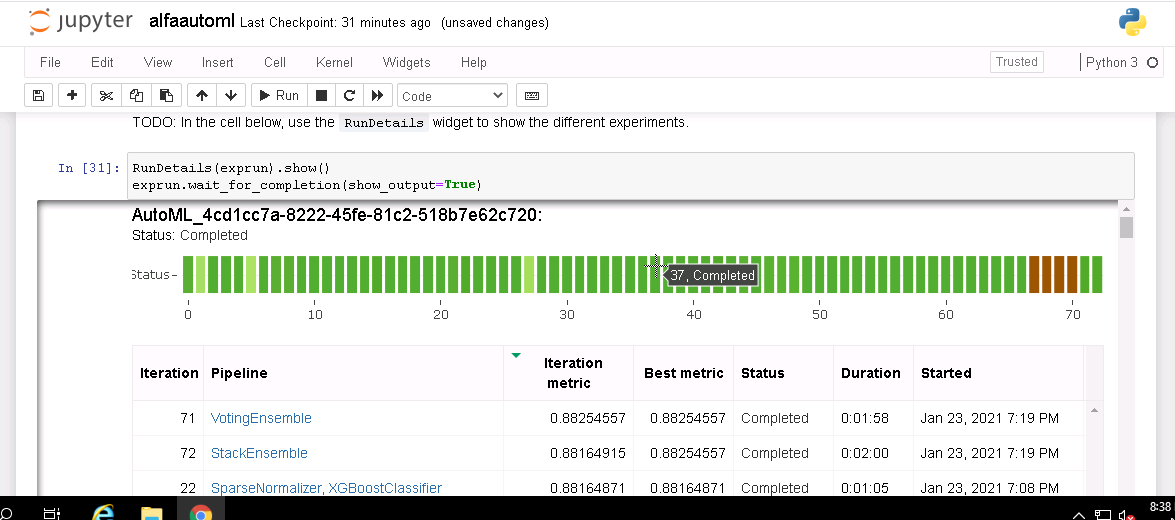 jupyter alfaautoml Last Checkpoint: 31 minutes ago (unsaved changes)
File Edit View Insert Cell Kernel Widgets Help Trusted Python 3
Run Code
TODO: In the cell below, use the RunDetails widget to show the different experiments.
In [31]: RunDetails(exprun).show()
exprun.wait_for_completion(show_output=True)
AutoML_4cd1cc7a-8222-45fe-81c2-518b7e62c720:
Status: Completed
Status
37, Completed
0 10 20 30 40 50 60 70
Iteration Pipeline Iteration metric Best metric Status Duration Started
71 VotingEnsemble 0.88254557 0.88254557 Completed 0:01:58 Jan 23, 2021 7:19 PM
72 StackEnsemble 0.88164915 0.88254557 Completed 0:02:00 Jan 23, 2021 7:19 PM
22 SparseNormalizer, XGBoostClassifier 0.88164871 0.88164871 Completed 0:01:05 Jan 23, 2021 7:08 PM
8:38